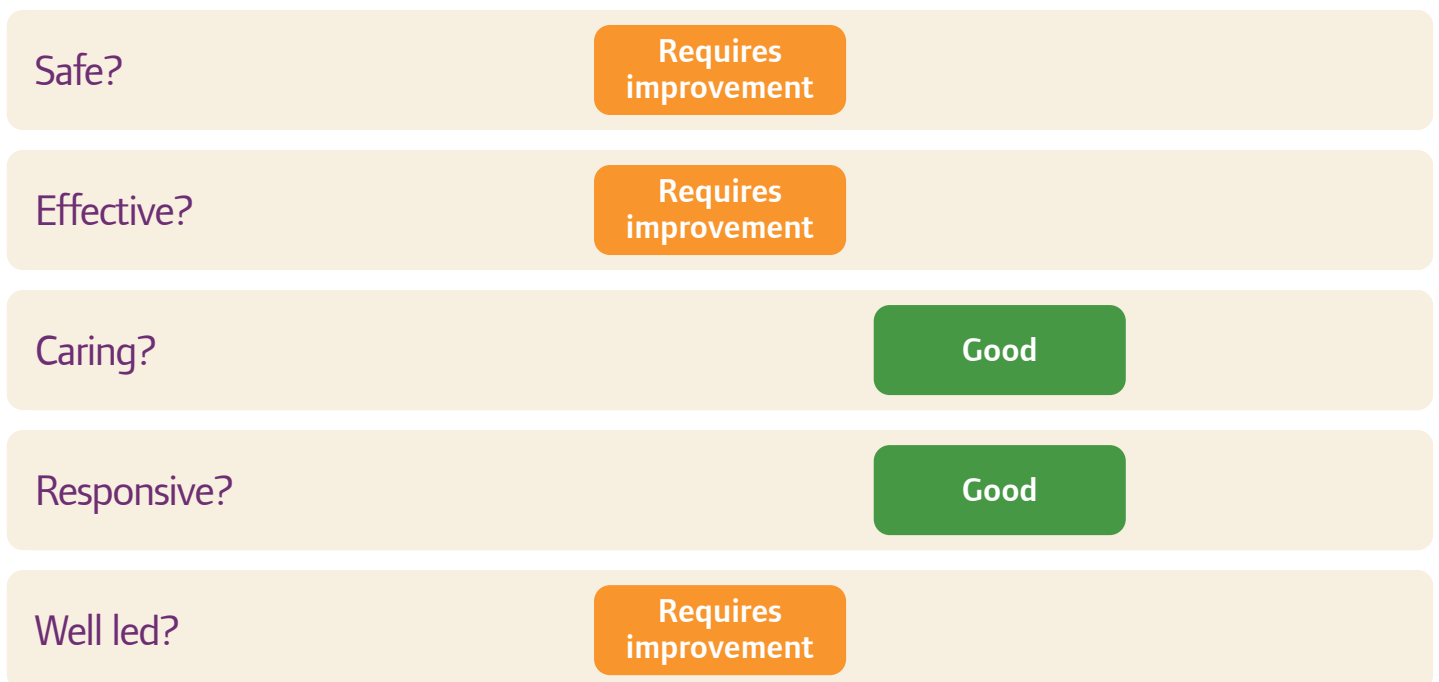 Safe?
Requires
improvement
Effective?
Requires
improvement
Caring?
Good
Responsive?
Good
Well led?
Requires
improvement